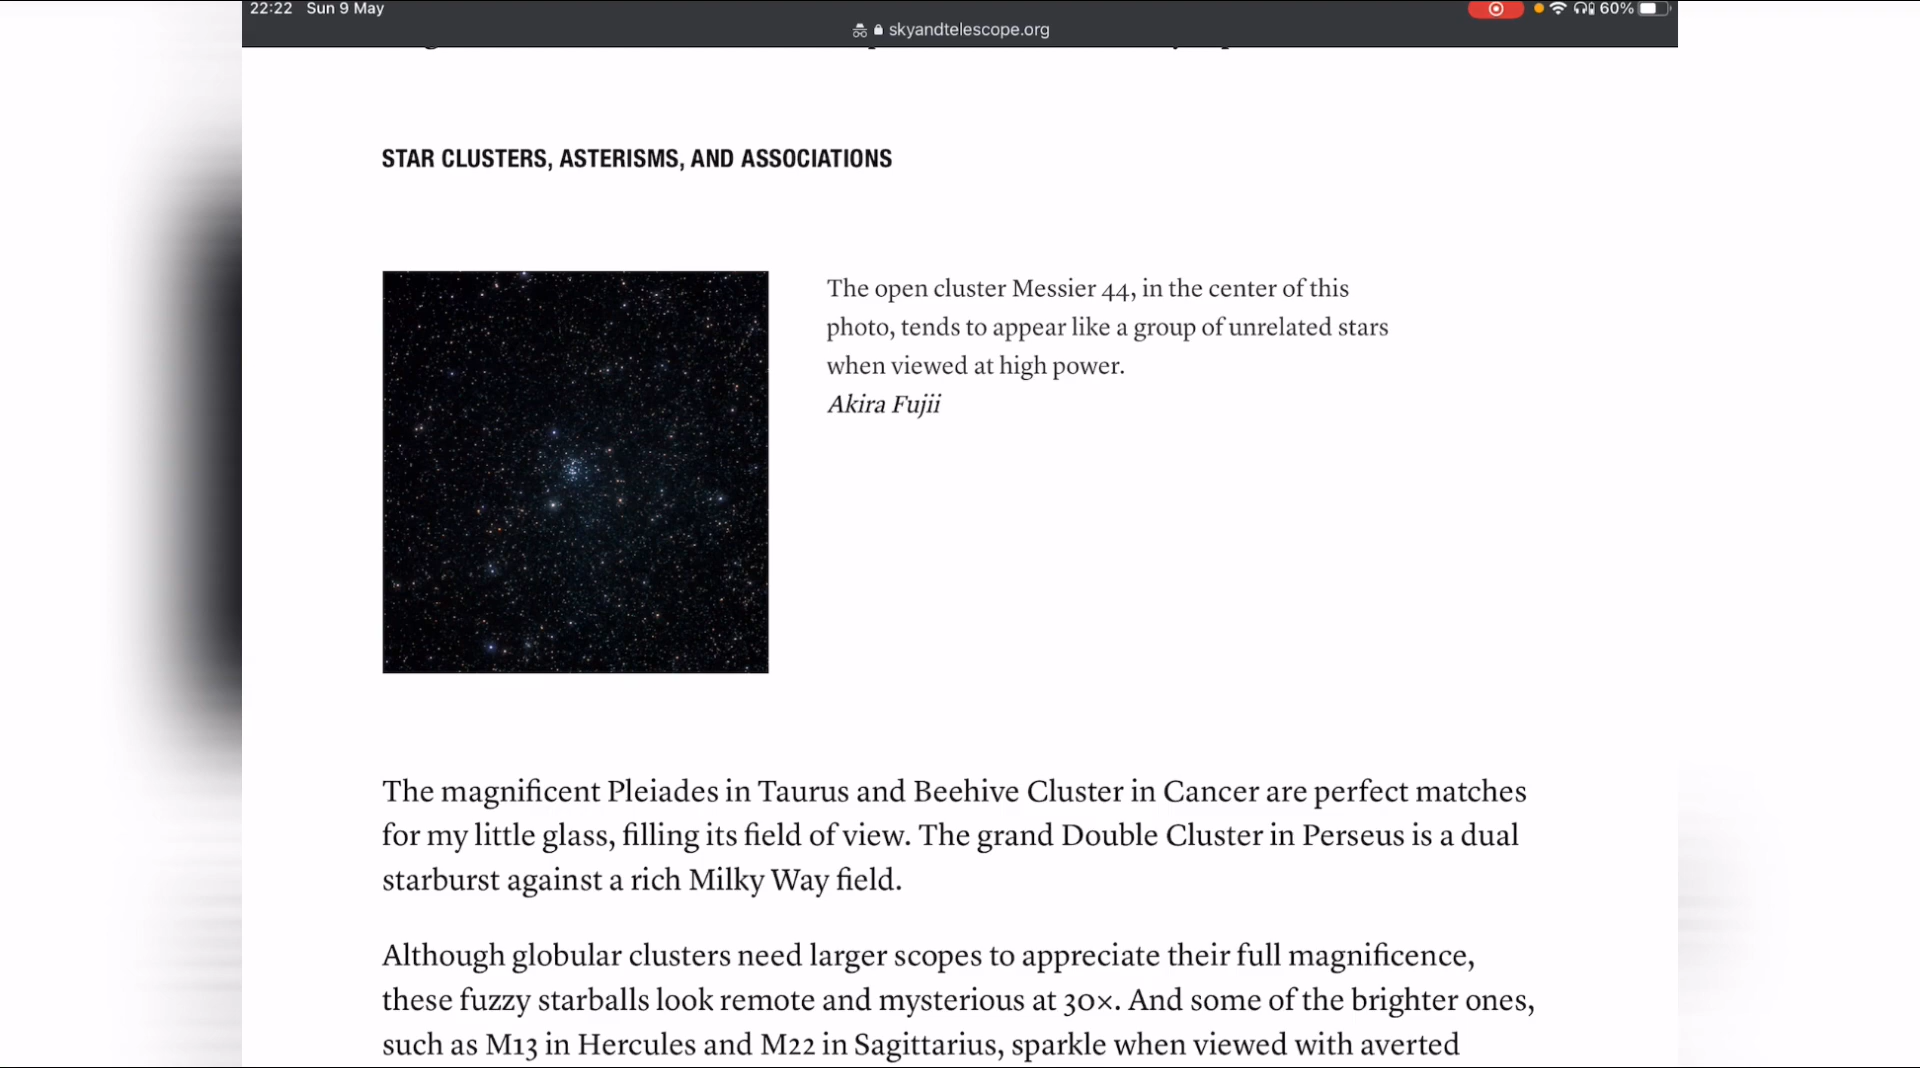 22:22 Sun 9 May
60%
skyandtelescope.org
STAR CLUSTERS, ASTERISMS, AND ASSOCIATIONS
The open cluster Messier 44, in the center of this
photo, tends to appear like a group of unrelated stars
when viewed at high power.
Akira Fujii
The magnificent Pleiades in Taurus and Beehive Cluster in Cancer are perfect matches
for my little glass, filling its field of view. The grand Double Cluster in Perseus is a dual
starburst against a rich Milky Way field.
Although globular clusters need larger scopes to appreciate their full magnificence,
these fuzzy starballs look remote and mysterious at 30×. And some of the brighter ones,
such as M13 in Hercules and M22 in Sagittarius, sparkle when viewed with averted